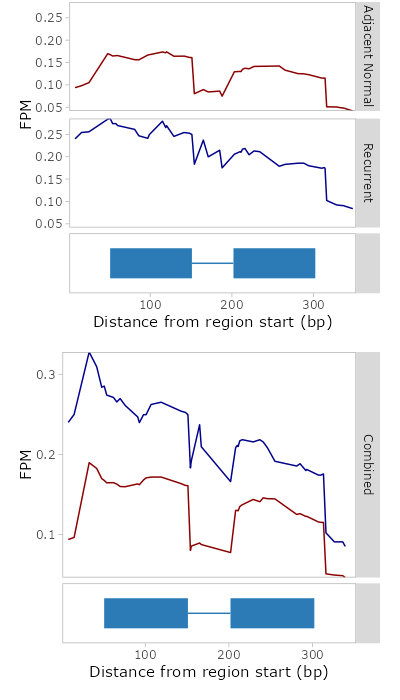 0.25
0.20
0.15
0.10
0.05
Adjacent Normal
FPM
0.25
0.20
0.15
0.10
0.05
Recurrent
100 200 300
Distance from region start (bp)
0.3
0.2
0.1
FPM
Combined
100 200 300
Distance from region start (bp)